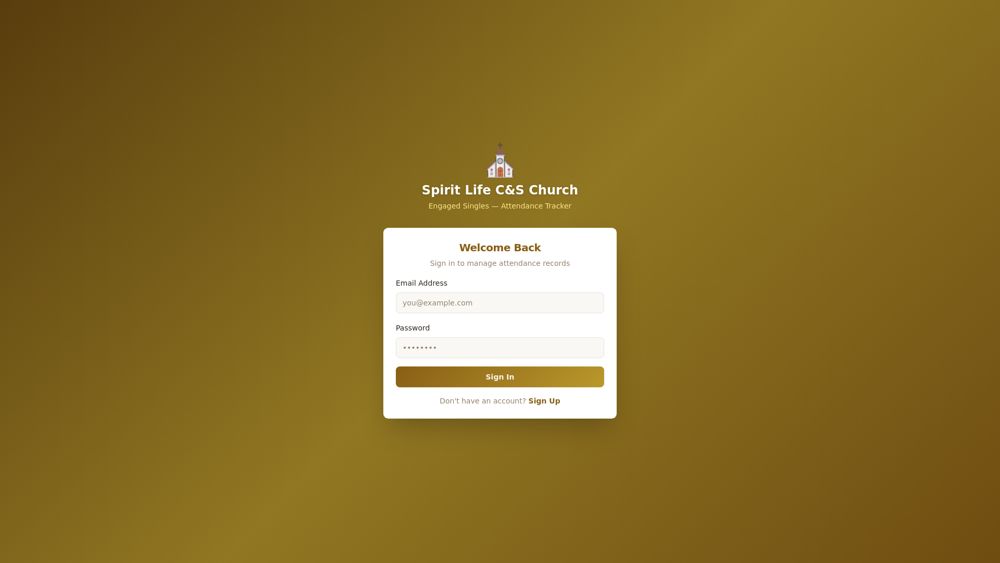 Spirit Life C&S Church
Engaged Singles — Attendance Tracker
Welcome Back
Sign in to manage attendance records
Email Address
you@example.com
Password
••••••••
Sign In
Don't have an account? Sign Up